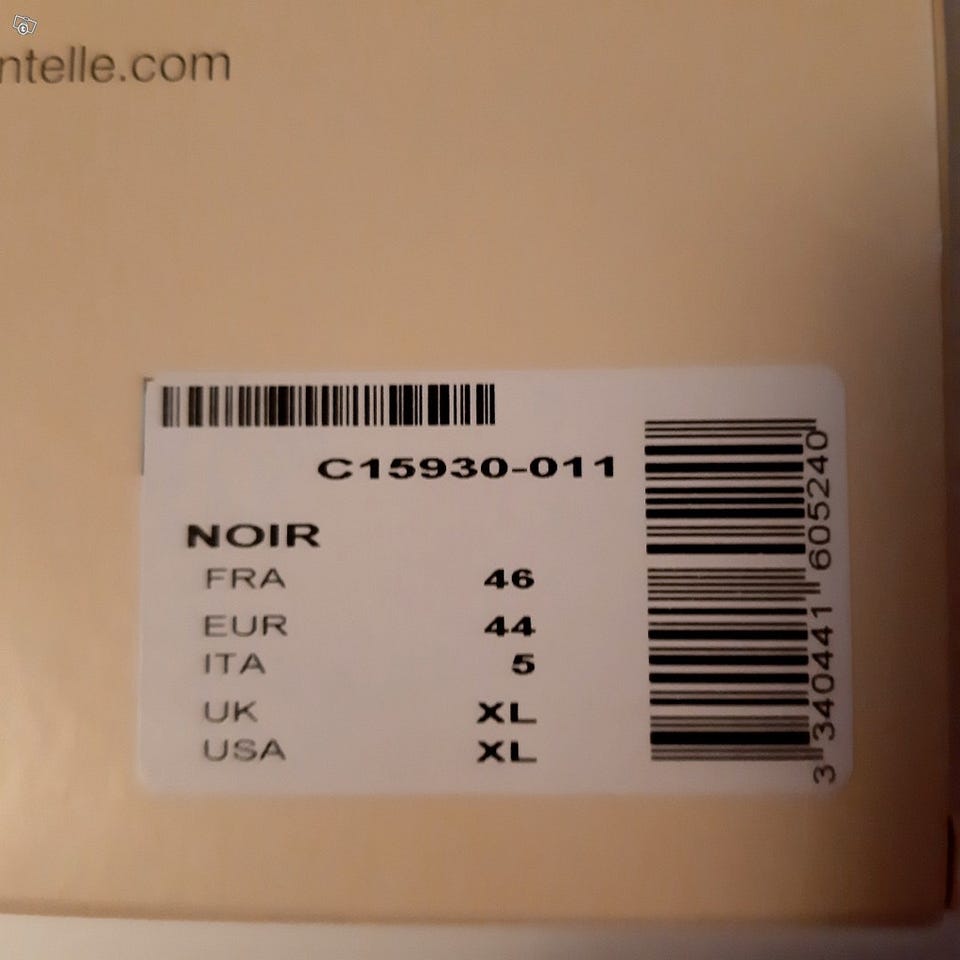 ntelle.com
C15930-011
NOIR
FRA 46
EUR 44
ITA 5
UK XL
USA XL
3 340441 605240